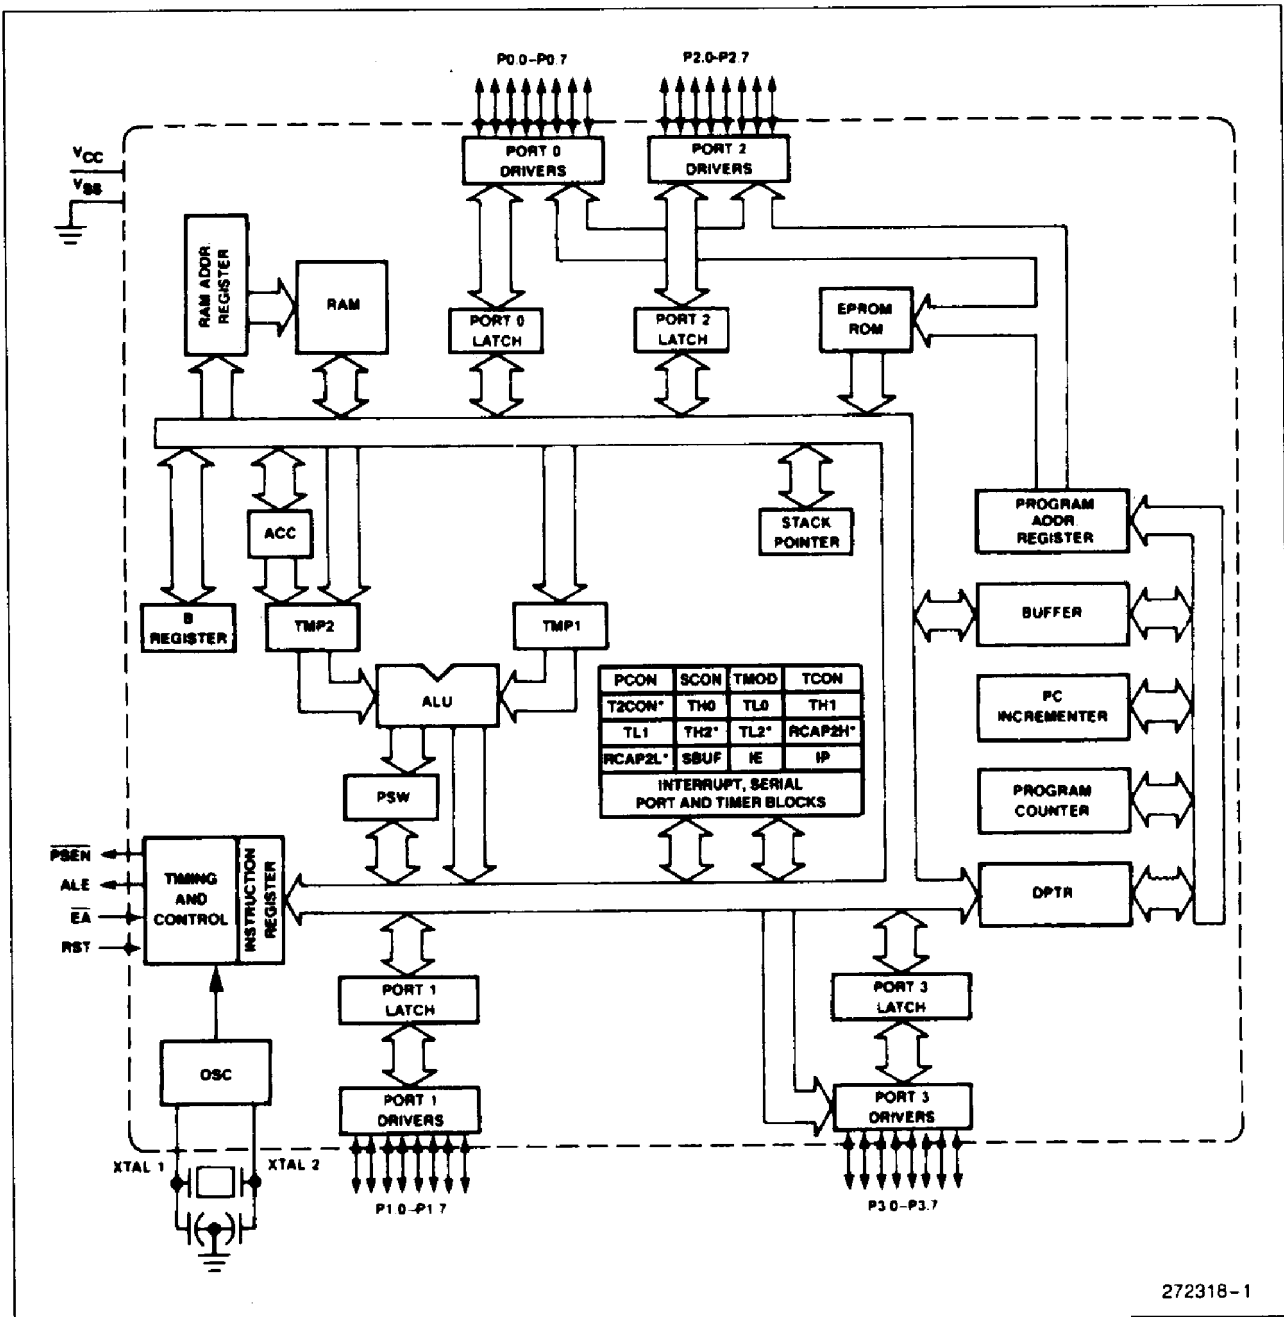 P0.0-P0.7
P2.0-P2.7
VCC
VSS
PORT 0
DRIVERS
PORT 2
DRIVERS
RAM ADDR.
REGISTER
RAM
PORT 0
LATCH
PORT 2
LATCH
EPROM
ROM
ACC
STACK
POINTER
PROGRAM
ADDR
REGISTER
B
REGISTER
TMP2
TMP1
BUFFER
ALU
PCON SCON TMOD TCON
T2CON* TH0 TL0 TH1
TL1 TH2* TL2* RCAP2H*
RCAP2L* SBUF IE IP
INTERRUPT, SERIAL
PORT AND TIMER BLOCKS
PC
INCREMENTER
PSW
PROGRAM
COUNTER
PSEN
ALE
EA
RST
TIMING
AND
CONTROL
INSTRUCTION
REGISTER
DPTR
PORT 1
LATCH
PORT 3
LATCH
OSC
PORT 1
DRIVERS
PORT 3
DRIVERS
XTAL 1
XTAL 2
P1.0-P1.7
P3.0-P3.7
272318-1